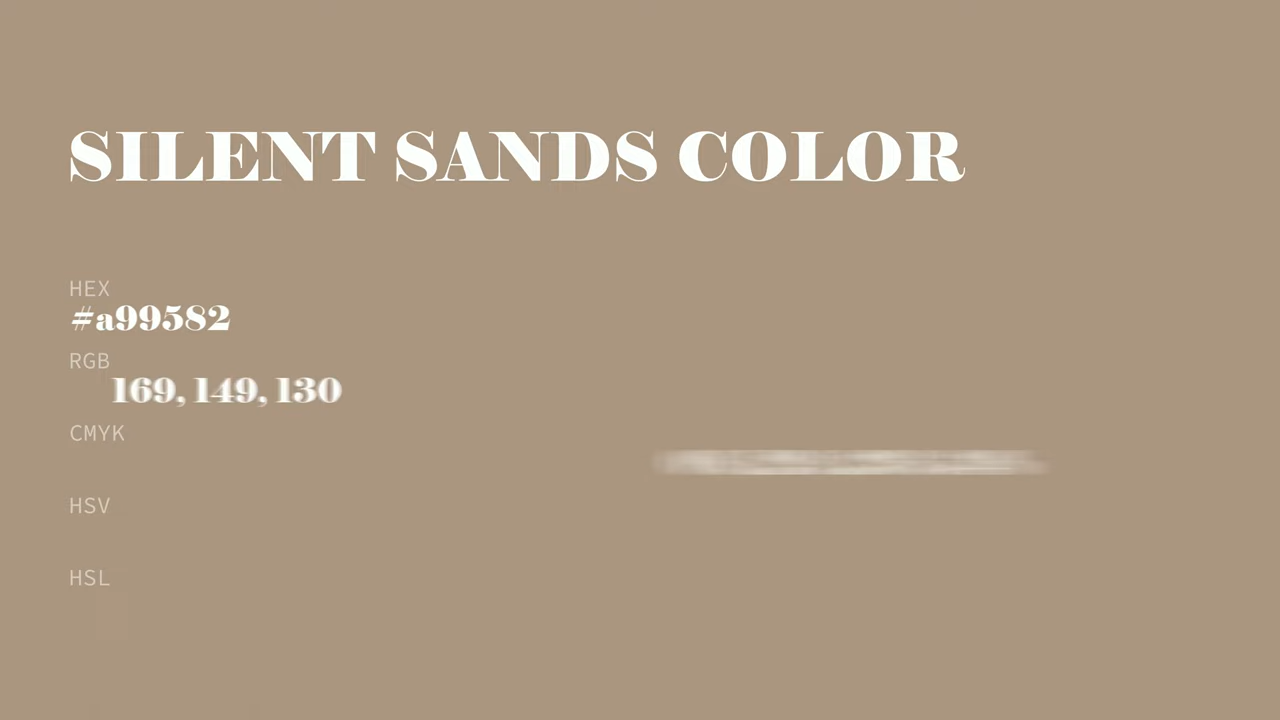 SILENT SANDS COLOR
HEX
#a99582
RGB
169, 149, 130
CMYK
HSV
HSL